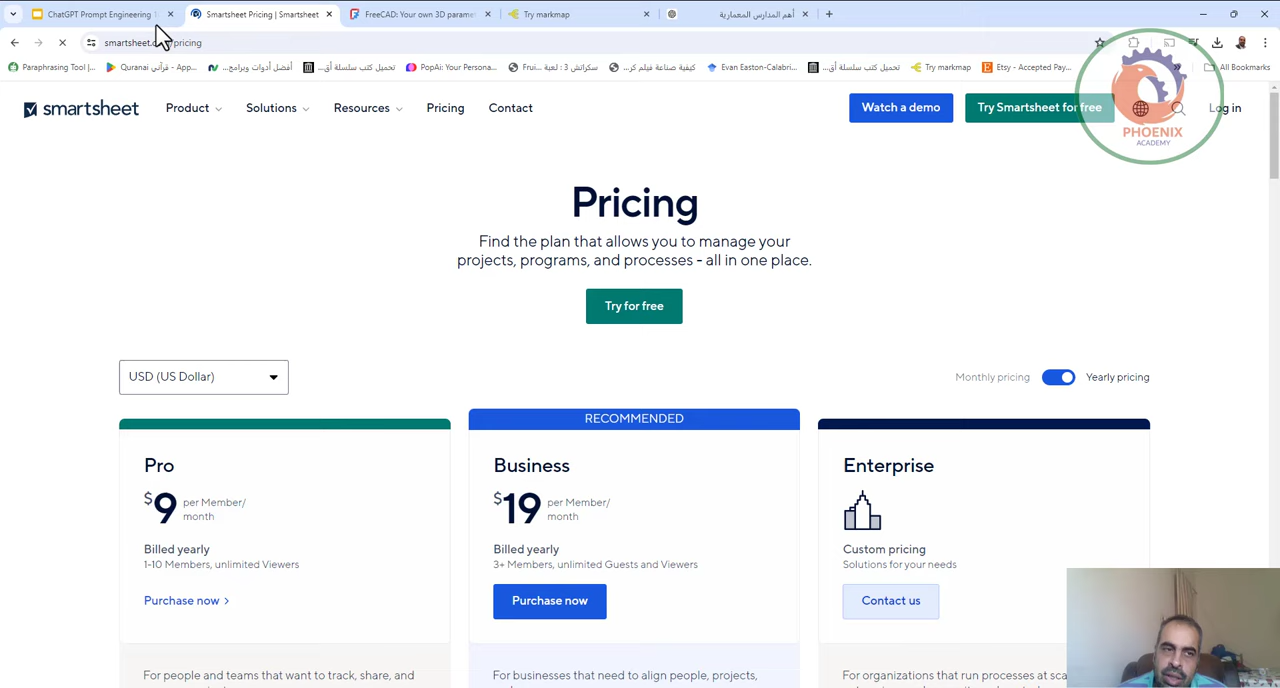 ChatGPT Prompt Engineering
Smartsheet Pricing | Smartsheet
FreeCAD: Your own 3D parame
Try markmap
أهم المدارس المعمارية
pricing
Paraphrasing Tool |...
Quranai - قرآني - App...
أفضل أدوات وبرامج...
تحميل كتب سلسلة أق...
PopAi: Your Persona...
سكراتش 3 : لعبة Frui...
كيفية صناعة فيلم كر...
Evan Easton-Calabri...
تحميل كتب سلسلة أق...
Try markmap
Etsy - Accepted Pay...
All Bookmarks
smartsheet
Product
Solutions
Resources
Pricing
Contact
Watch a demo
Try Smartsheet for free
Log in
PHOENIX
ACADEMY
Pricing
Find the plan that allows you to manage your
projects, programs, and processes - all in one place.
Try for free
USD (US Dollar)
Monthly pricing
Yearly pricing
RECOMMENDED
Pro
$9 per Member/
month
Billed yearly
1-10 Members, unlimited Viewers
Purchase now >
For people and teams that want to track, share, and
Business
$19 per Member/
month
Billed yearly
3+ Members, unlimited Guests and Viewers
Purchase now
For businesses that need to align people, projects,
Enterprise
Custom pricing
Solutions for your needs
Contact us
For organizations that run processes at sca